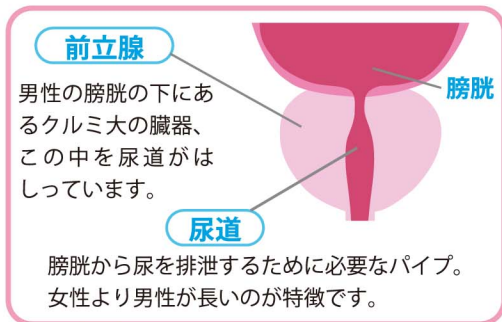 前立腺
男性の膀胱の下にあ
るクルミ大の臓器、
この中を尿道がは
しっています。
膀胱
尿道
膀胱から尿を排泄するために必要なパイプ。
女性より男性が長いのが特徴です。